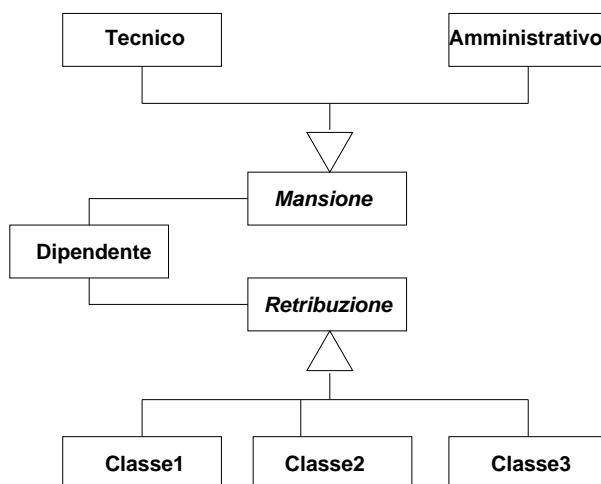 Tecnico
Amministrativo
Mansione
Dipendente
Retribuzione
Classe1
Classe2
Classe3